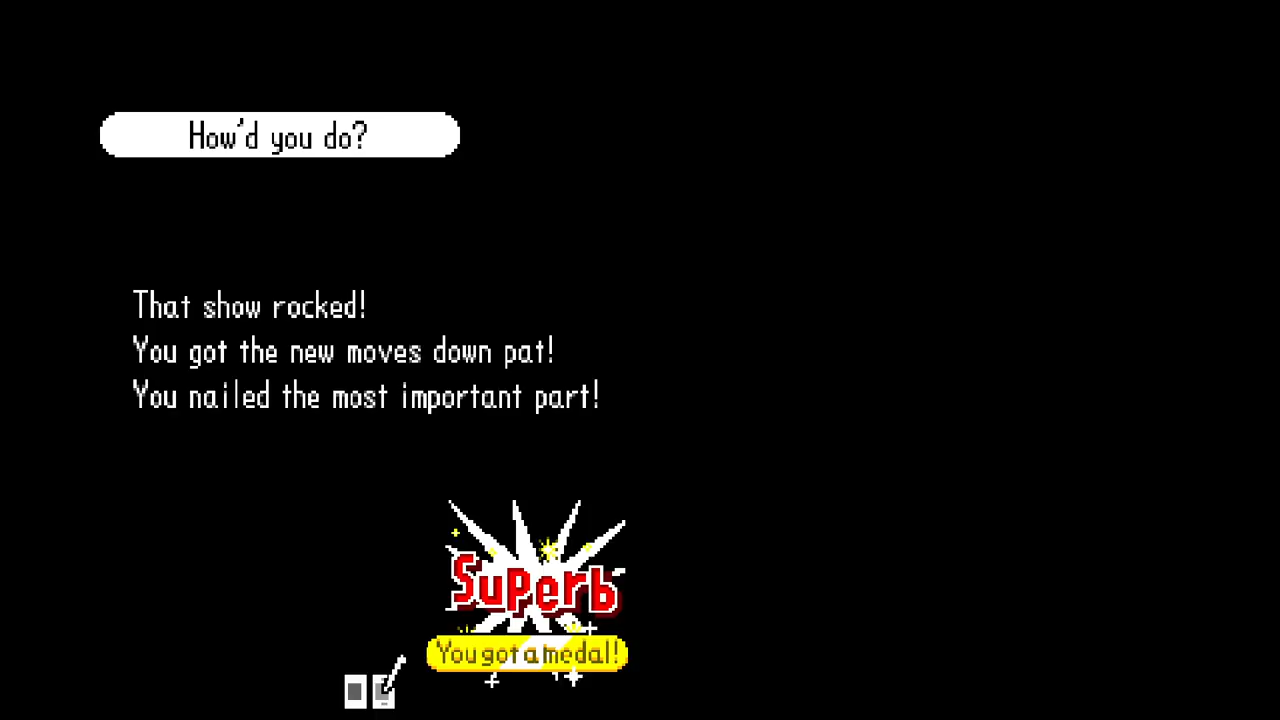 How'd you do?
That show rocked!
You got the new moves down pat!
You nailed the most important part!
Superb
You got a medal!